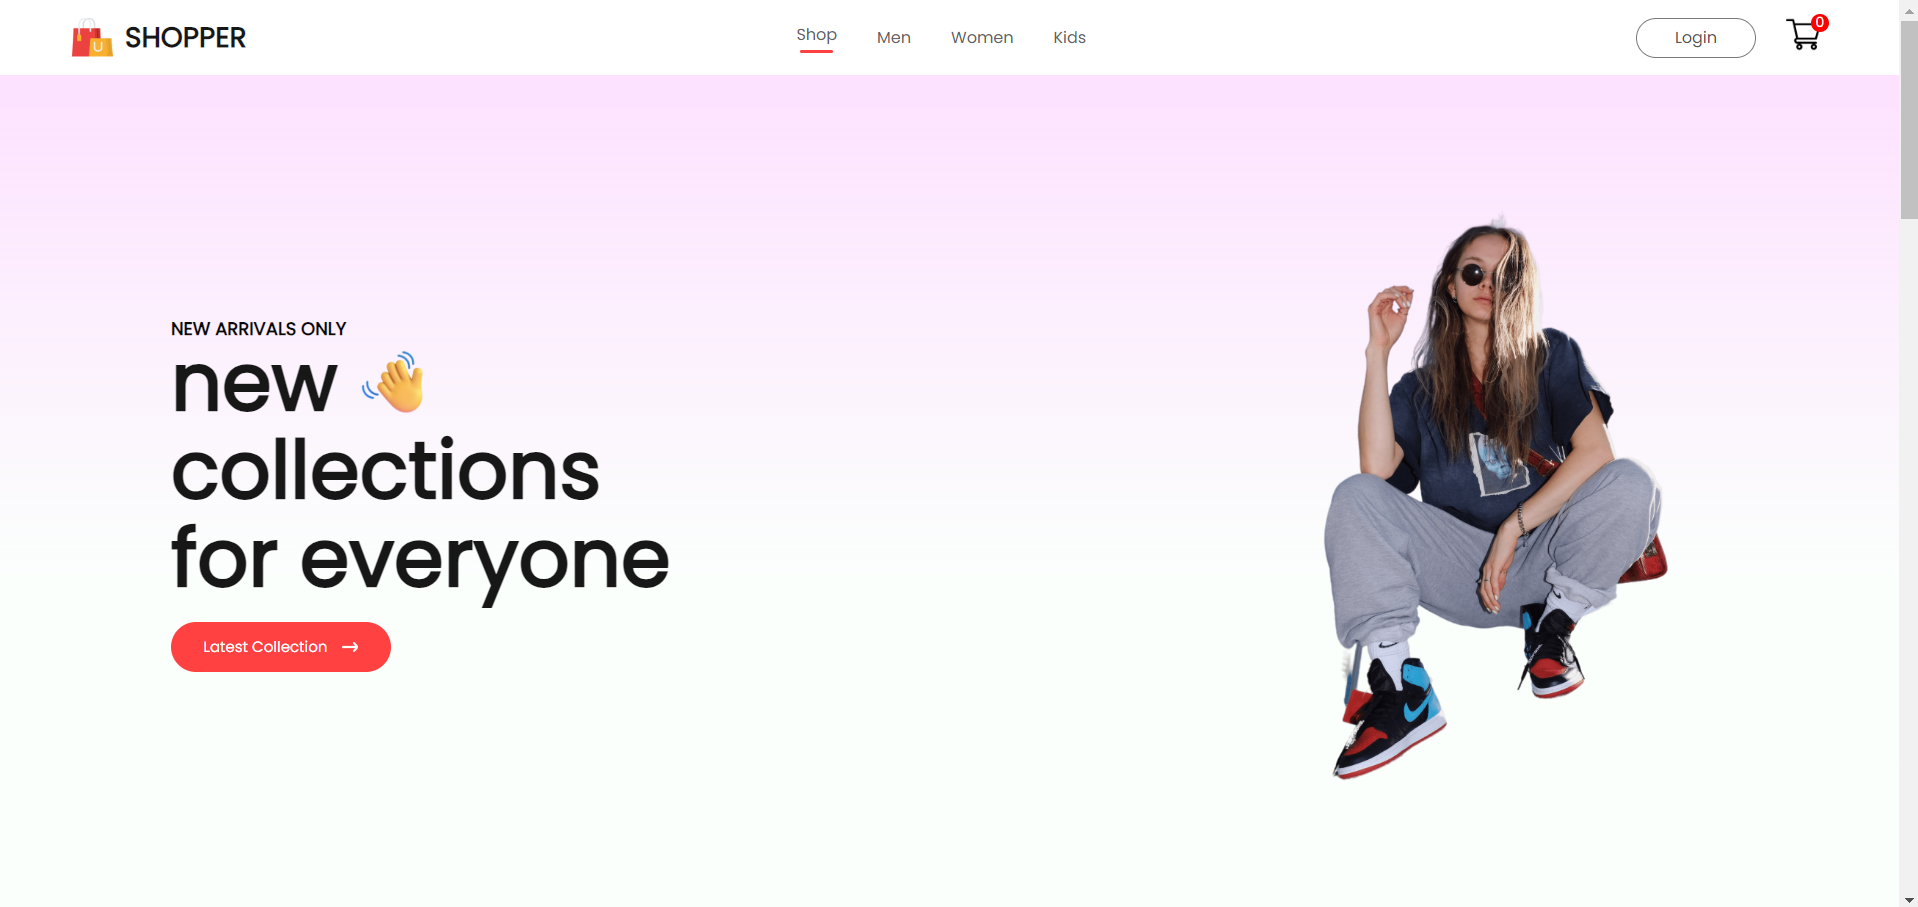 SHOPPER
Shop
Men
Women
Kids
Login
0
NEW ARRIVALS ONLY
new 👋
collections
for everyone
Latest Collection →